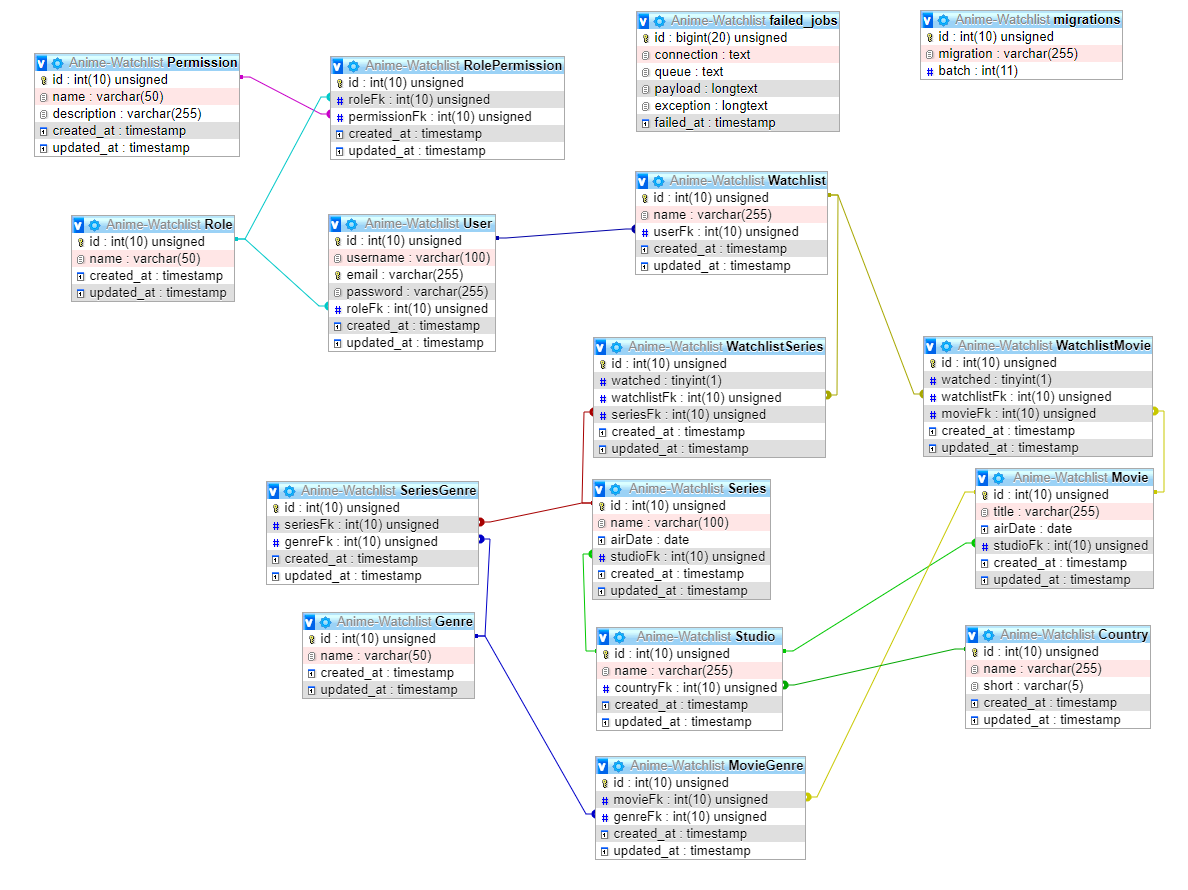 Anime-Watchlist failed_jobs
id : bigint(20) unsigned
connection : text
queue : text
payload : longtext
exception : longtext
failed_at : timestamp
Anime-Watchlist migrations
id : int(10) unsigned
migration : varchar(255)
batch : int(11)
Anime-Watchlist Permission
id : int(10) unsigned
name : varchar(50)
description : varchar(255)
created_at : timestamp
updated_at : timestamp
Anime-Watchlist RolePermission
id : int(10) unsigned
roleFk : int(10) unsigned
permissionFk : int(10) unsigned
created_at : timestamp
updated_at : timestamp
Anime-Watchlist Watchlist
id : int(10) unsigned
name : varchar(255)
userFk : int(10) unsigned
created_at : timestamp
updated_at : timestamp
Anime-Watchlist Role
id : int(10) unsigned
name : varchar(50)
created_at : timestamp
updated_at : timestamp
Anime-Watchlist User
id : int(10) unsigned
username : varchar(100)
email : varchar(255)
password : varchar(255)
roleFk : int(10) unsigned
created_at : timestamp
updated_at : timestamp
Anime-Watchlist WatchlistSeries
id : int(10) unsigned
watched : tinyint(1)
watchlistFk : int(10) unsigned
seriesFk : int(10) unsigned
created_at : timestamp
updated_at : timestamp
Anime-Watchlist WatchlistMovie
id : int(10) unsigned
watched : tinyint(1)
watchlistFk : int(10) unsigned
movieFk : int(10) unsigned
created_at : timestamp
updated_at : timestamp
Anime-Watchlist SeriesGenre
id : int(10) unsigned
seriesFk : int(10) unsigned
genreFk : int(10) unsigned
created_at : timestamp
updated_at : timestamp
Anime-Watchlist Series
id : int(10) unsigned
name : varchar(100)
airDate : date
studioFk : int(10) unsigned
created_at : timestamp
updated_at : timestamp
Anime-Watchlist Movie
id : int(10) unsigned
title : varchar(255)
airDate : date
studioFk : int(10) unsigned
created_at : timestamp
updated_at : timestamp
Anime-Watchlist Genre
id : int(10) unsigned
name : varchar(50)
created_at : timestamp
updated_at : timestamp
Anime-Watchlist Studio
id : int(10) unsigned
name : varchar(255)
countryFk : int(10) unsigned
created_at : timestamp
updated_at : timestamp
Anime-Watchlist Country
id : int(10) unsigned
name : varchar(255)
short : varchar(5)
created_at : timestamp
updated_at : timestamp
Anime-Watchlist MovieGenre
id : int(10) unsigned
movieFk : int(10) unsigned
genreFk : int(10) unsigned
created_at : timestamp
updated_at : timestamp